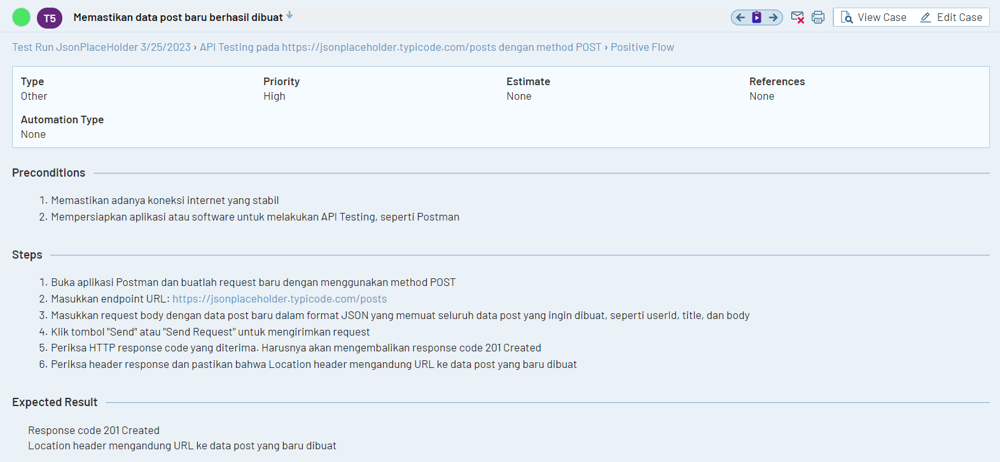 T5 Memastikan data post baru berhasil dibuat View Case Edit Case
Test Run JsonPlaceHolder 3/25/2023 › API Testing pada https://jsonplaceholder.typicode.com/posts dengan method POST › Positive Flow
Type Priority Estimate References
Other High None None
Automation Type
None
Preconditions
1. Memastikan adanya koneksi internet yang stabil
2. Mempersiapkan aplikasi atau software untuk melakukan API Testing, seperti Postman
Steps
1. Buka aplikasi Postman dan buatlah request baru dengan menggunakan method POST
2. Masukkan endpoint URL: https://jsonplaceholder.typicode.com/posts
3. Masukkan request body dengan data post baru dalam format JSON yang memuat seluruh data post yang ingin dibuat, seperti userId, title, dan body
4. Klik tombol "Send" atau "Send Request" untuk mengirimkan request
5. Periksa HTTP response code yang diterima. Harusnya akan mengembalikan response code 201 Created
6. Periksa header response dan pastikan bahwa Location header mengandung URL ke data post yang baru dibuat
Expected Result
Response code 201 Created
Location header mengandung URL ke data post yang baru dibuat